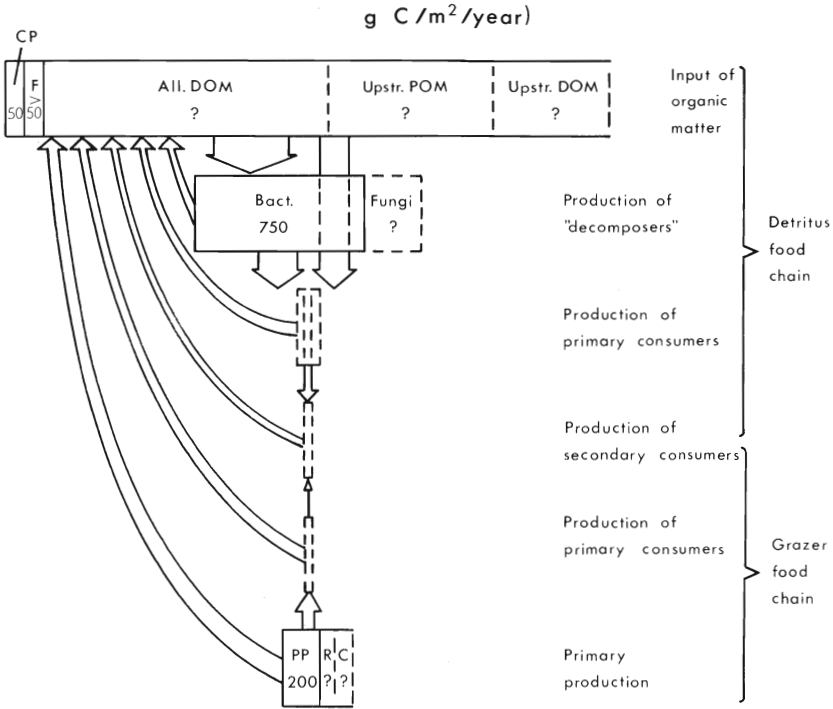 g C/m²/year)
CP
50
F
>
50
All. DOM
?
Upstr. POM
?
Upstr. DOM
?
Input of
organic
matter
Bact.
750
Fungi
?
Production of
"decomposers"
Detritus
food
chain
Production of
primary consumers
Production of
secondary consumers
Production of
primary consumers
Grazer
food
chain
PP
200
R
?
C
?
Primary
production